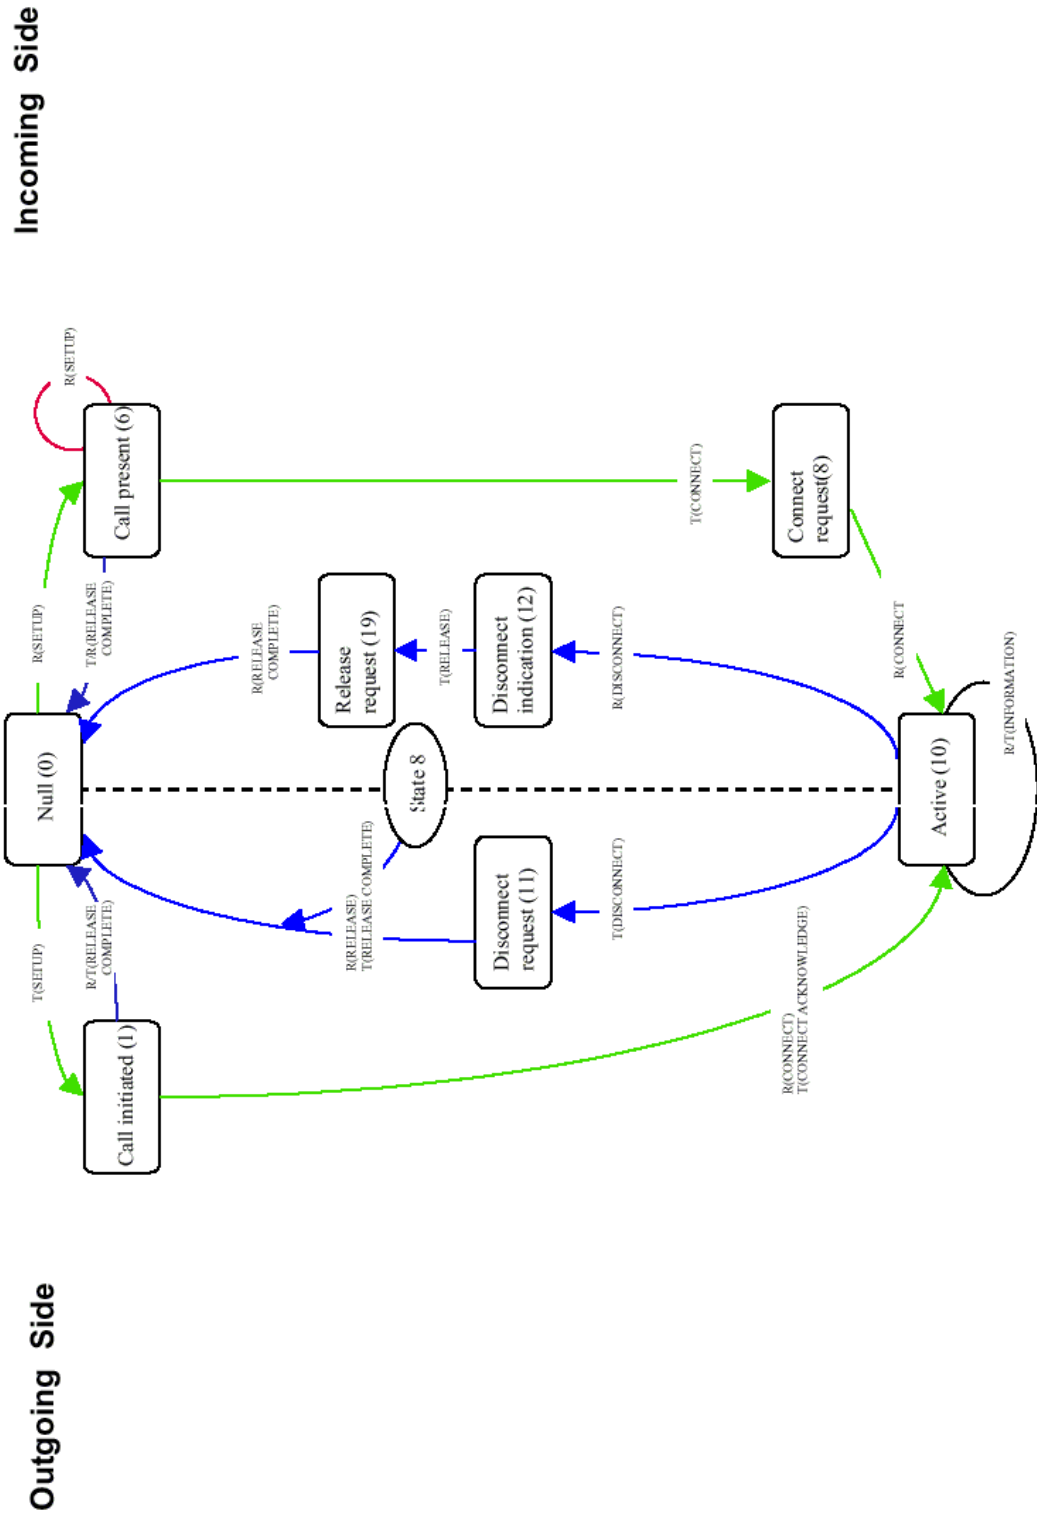 Outgoing Side
Incoming Side
Null (0)
T(SETUP)
R(SETUP)
R(SETUP)
R/T(RELEASE
COMPLETE)
T/R(RELEASE
COMPLETE)
Call initiated (1)
Call present (6)
R(RELEASE
COMPLETE)
Release
request (19)
R(RELEASE)
T(RELEASE COMPLETE)
State 8
T(RELEASE)
Disconnect
request (11)
Disconnect
indication (12)
T(DISCONNECT)
R(DISCONNECT)
T(CONNECT)
Connect
request(8)
R(CONNECT)
T(CONNECT ACKNOWLEDGE)
R(CONNECT
Active (10)
R/T(INFORMATION)